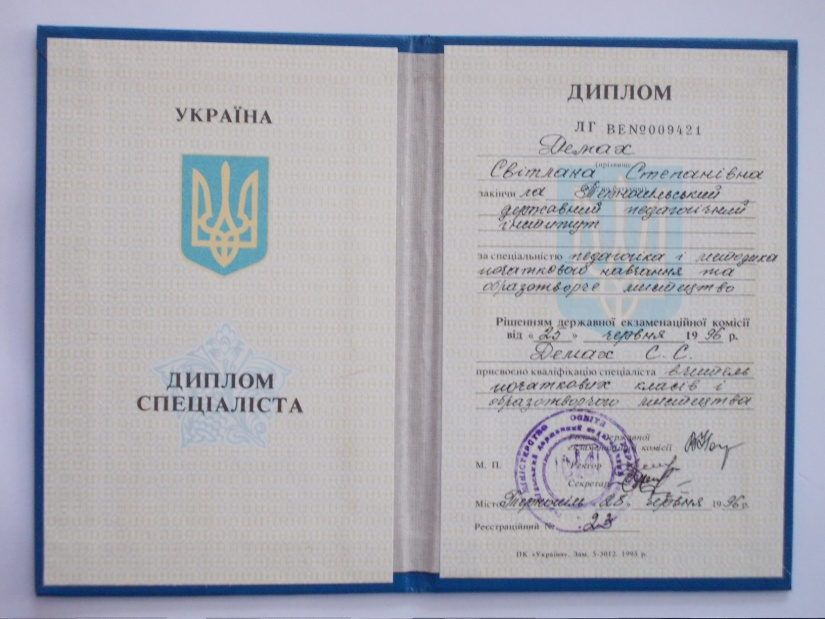 УКРАЇНА
ДИПЛОМ
СПЕЦІАЛІСТА
ДИПЛОМ
ЛГ ВЕ№009421
Демах
(прізвище,
Світлана Степанівна
закінчила Тернопільський
державний педагогічний
інститут
за спеціальністю педагогіка і методика
початкового навчання та
образотворче мистецтво
Рішенням державної екзаменаційної комісії
від «25» червня 1996 р.
Демах С. С.
присвоєно кваліфікацію спеціаліста вчитель
початкових класів і
образотворчого мистецтва
МІНІСТЕРСТВО ОСВІТИ
Голова державної
екзаменаційної комісії
М. П. Ректор
Секретар
Місто Тернопіль червня 1996 р.
Реєстраційний № 23
ПК «Україна». Зам. 5-3012. 1995 р.